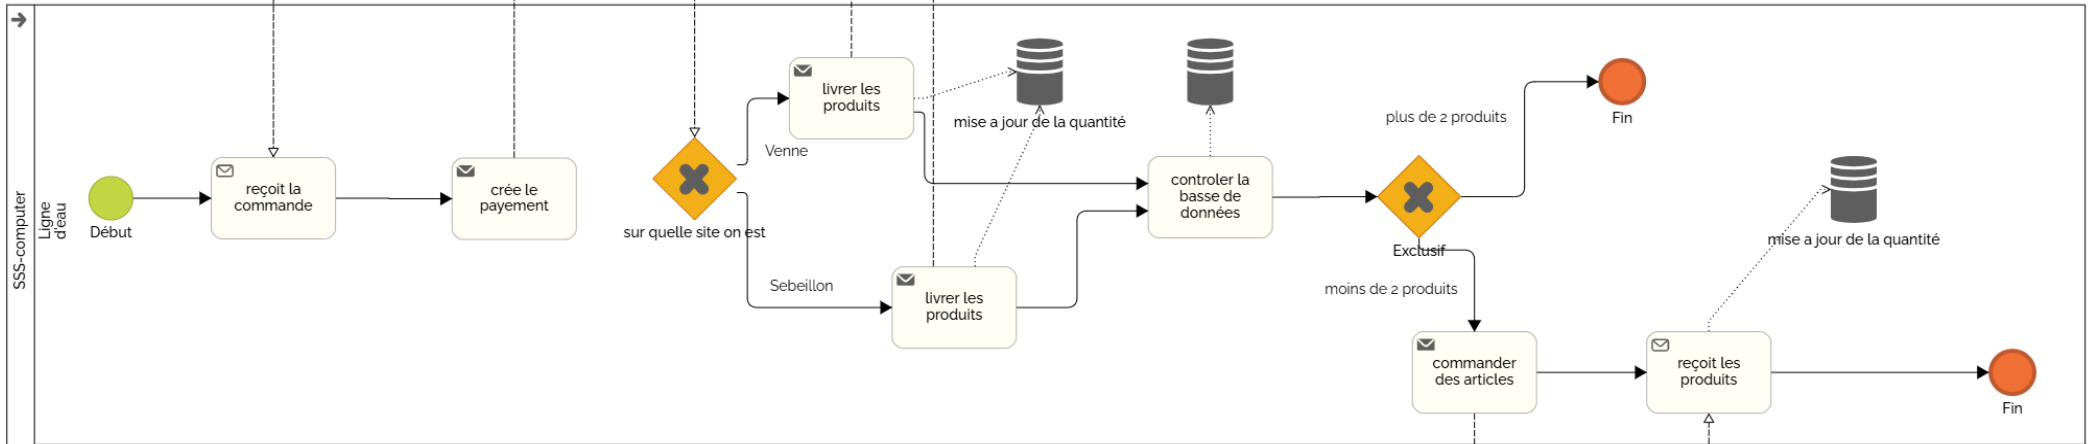 SSS-computer
Ligne
d'eau
Début
reçoit la
commande
crée le
payement
sur quelle site on est
Venne
Sebeillon
livrer les
produits
livrer les
produits
mise a jour de la quantité
controler la
basse de
données
Exclusif
plus de 2 produits
moins de 2 produits
Fin
commander
des articles
reçoit les
produits
mise a jour de la quantité
Fin